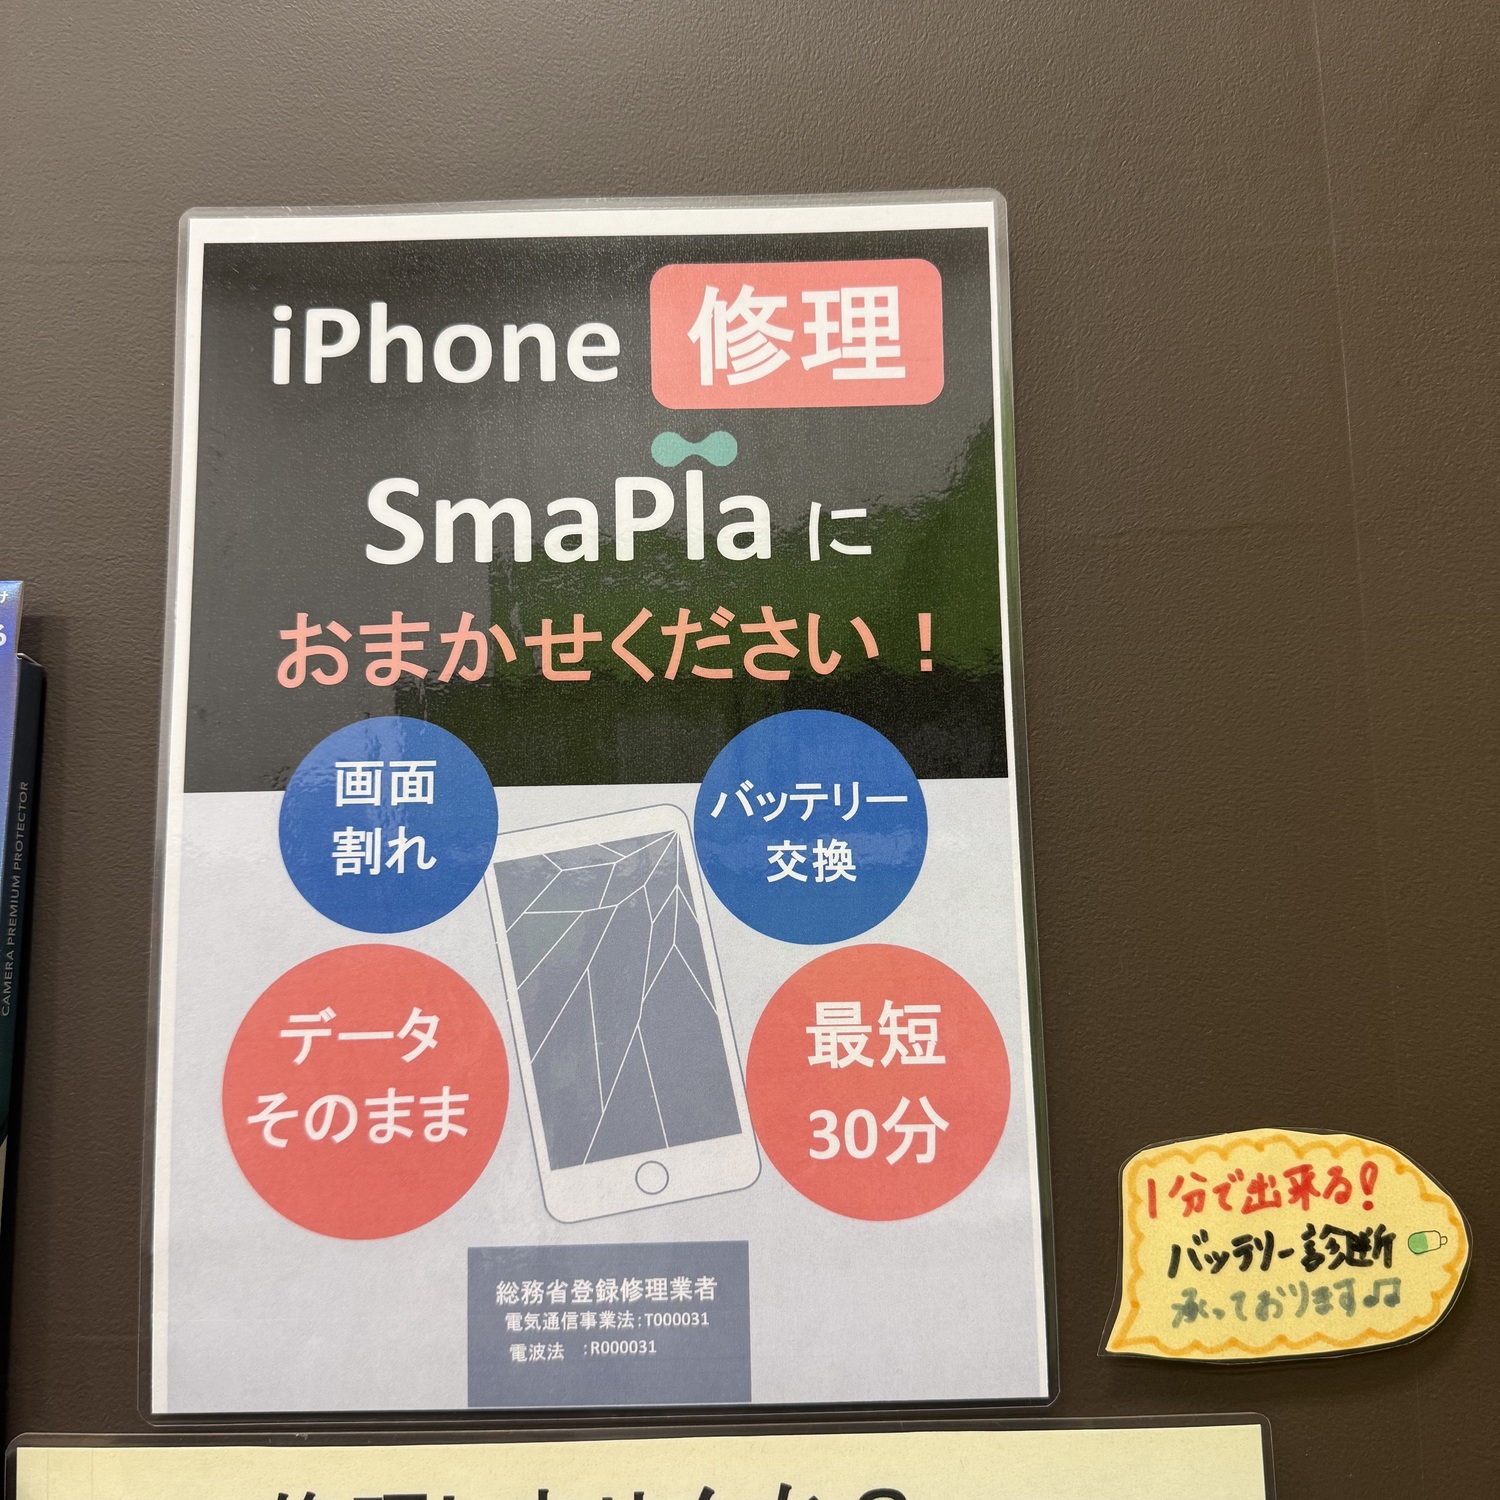 iPhone 修理
SmaPla に
おまかせください！
画面
割れ
バッテリー
交換
データ
そのまま
最短
30分
総務省登録修理業者
電気通信事業法：T000031
電波法　：R000031
1分で出来る!
バッテリー診断
承っております♫
CAMERA PREMIUM PROTECTOR